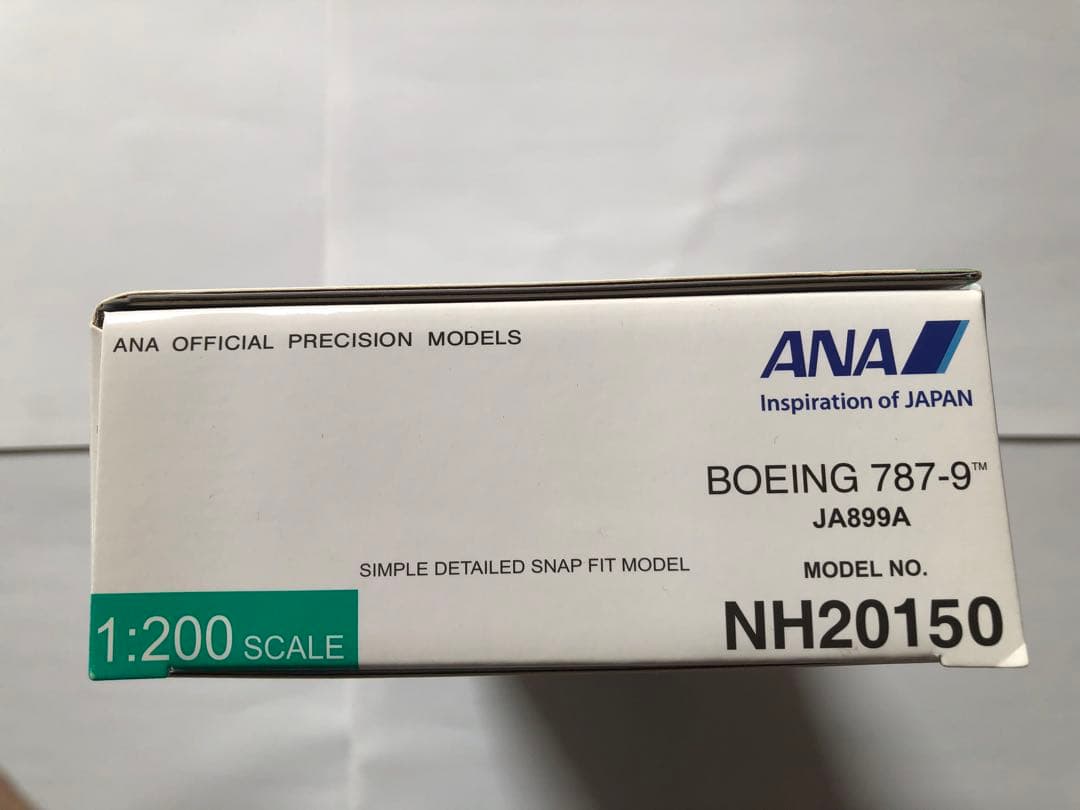 ANA OFFICIAL PRECISION MODELS
ANA
Inspiration of JAPAN
BOEING 787-9™
JA899A
SIMPLE DETAILED SNAP FIT MODEL
MODEL NO.
NH20150
1:200 SCALE